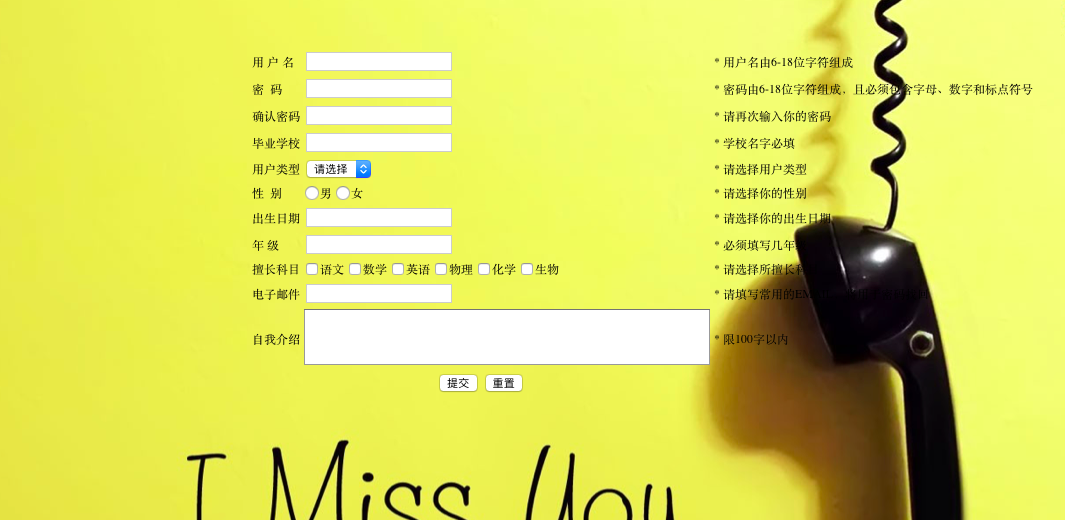 用 户 名 * 用户名由6-18位字符组成
密 码 * 密码由6-18位字符组成，且必须包含字母、数字和标点符号
确认密码 * 请再次输入你的密码
毕业学校 * 学校名字必填
用户类型 请选择 * 请选择用户类型
性 别 男 女 * 请选择你的性别
出生日期 * 请选择你的出生日期
年 级 * 必须填写几年
擅长科目 语文 数学 英语 物理 化学 生物 * 请选择所擅长科
电子邮件 * 请填写常用的EM
自我介绍 * 限100字以内
提交 重置
I Miss You